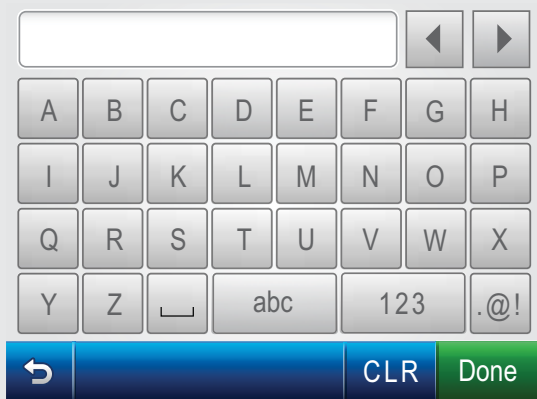 A B C D E F G H
I J K L M N O P
Q R S T U V W X
Y Z abc 123 .@!
CLR Done